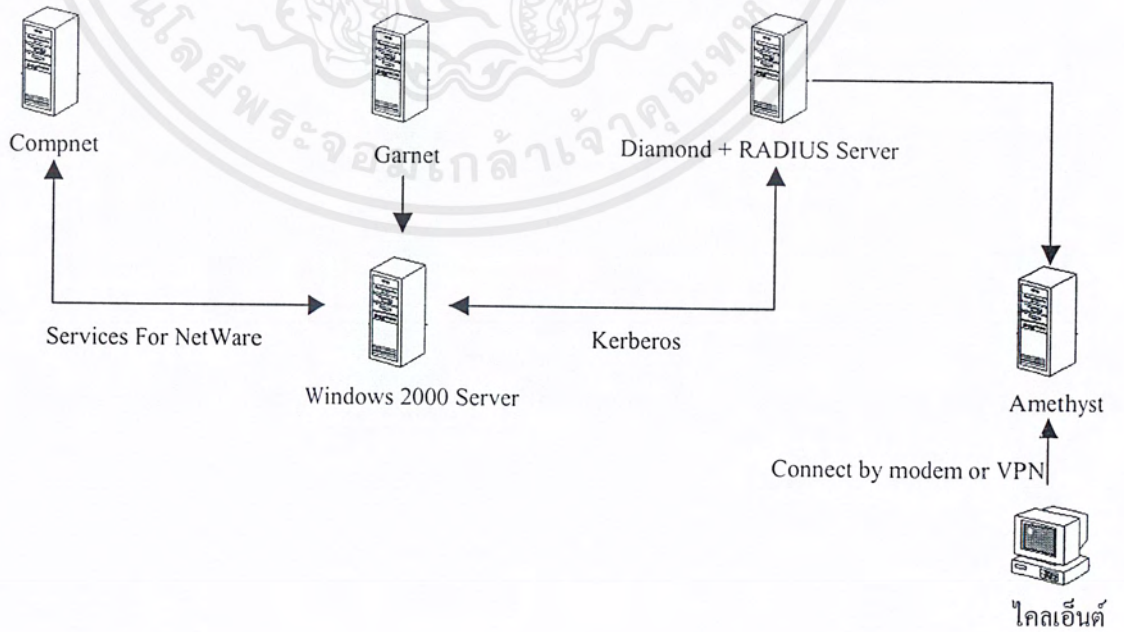 Compnet
Garnet
Diamond + RADIUS Server
Services For NetWare
Kerberos
Windows 2000 Server
Amethyst
Connect by modem or VPN
ไคลเอ็นต์